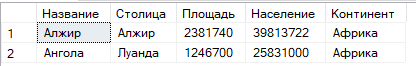 Название Столица Площадь Население Континент
1 Алжир Алжир 2381740 39813722 Африка
2 Ангола Луанда 1246700 25831000 Африка